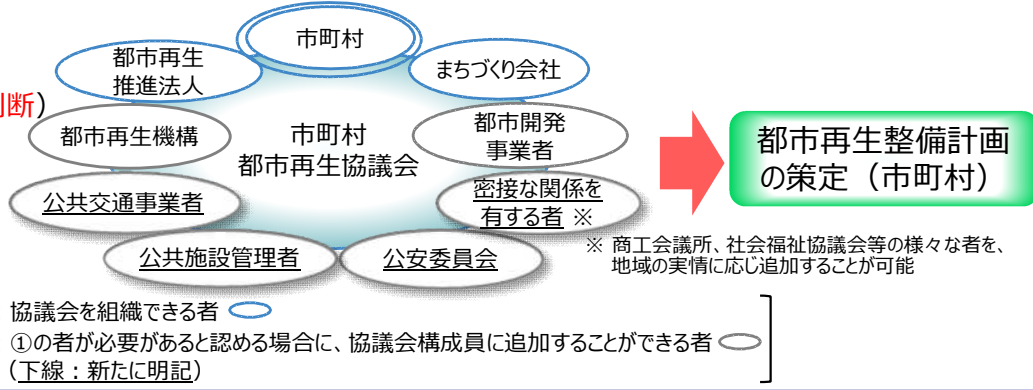 市町村
都市再生
推進法人
まちづくり会社
断）
都市再生機構
市町村
都市再生協議会
都市開発
事業者
都市再生整備計画
の策定（市町村）
公共交通事業者
密接な関係を
有する者 ※
公共施設管理者
公安委員会
※ 商工会議所、社会福祉協議会等の様々な者を、
地域の実情に応じ追加することが可能
協議会を組織できる者
①の者が必要があると認める場合に、協議会構成員に追加することができる者
（下線：新たに明記）